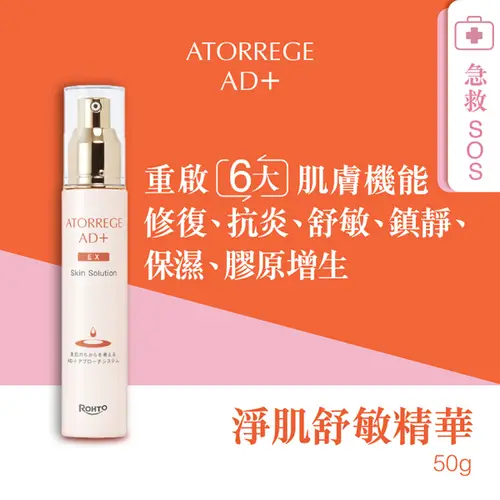 ATORREGE
AD+
急救SOS
重啟6大肌膚機能
修復、抗炎、舒敏、鎮靜、
保濕、膠原增生
ATORREGE
AD+
EX
Skin Solution
ROHTO
淨肌舒敏精華
50g